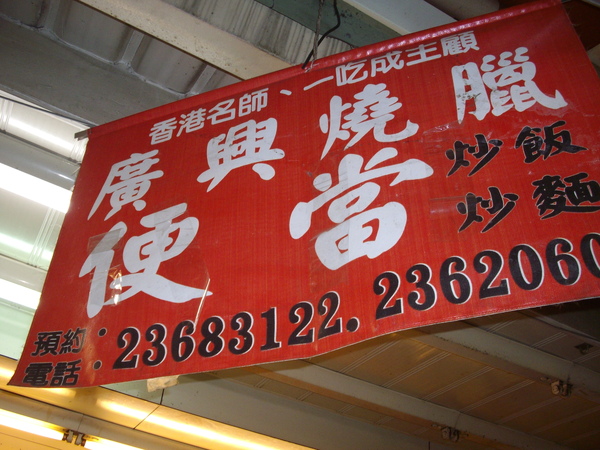 香港名師、一吃成主顧
廣興燒臘
便當
炒飯
炒麵
預約電話：23683122.2362060